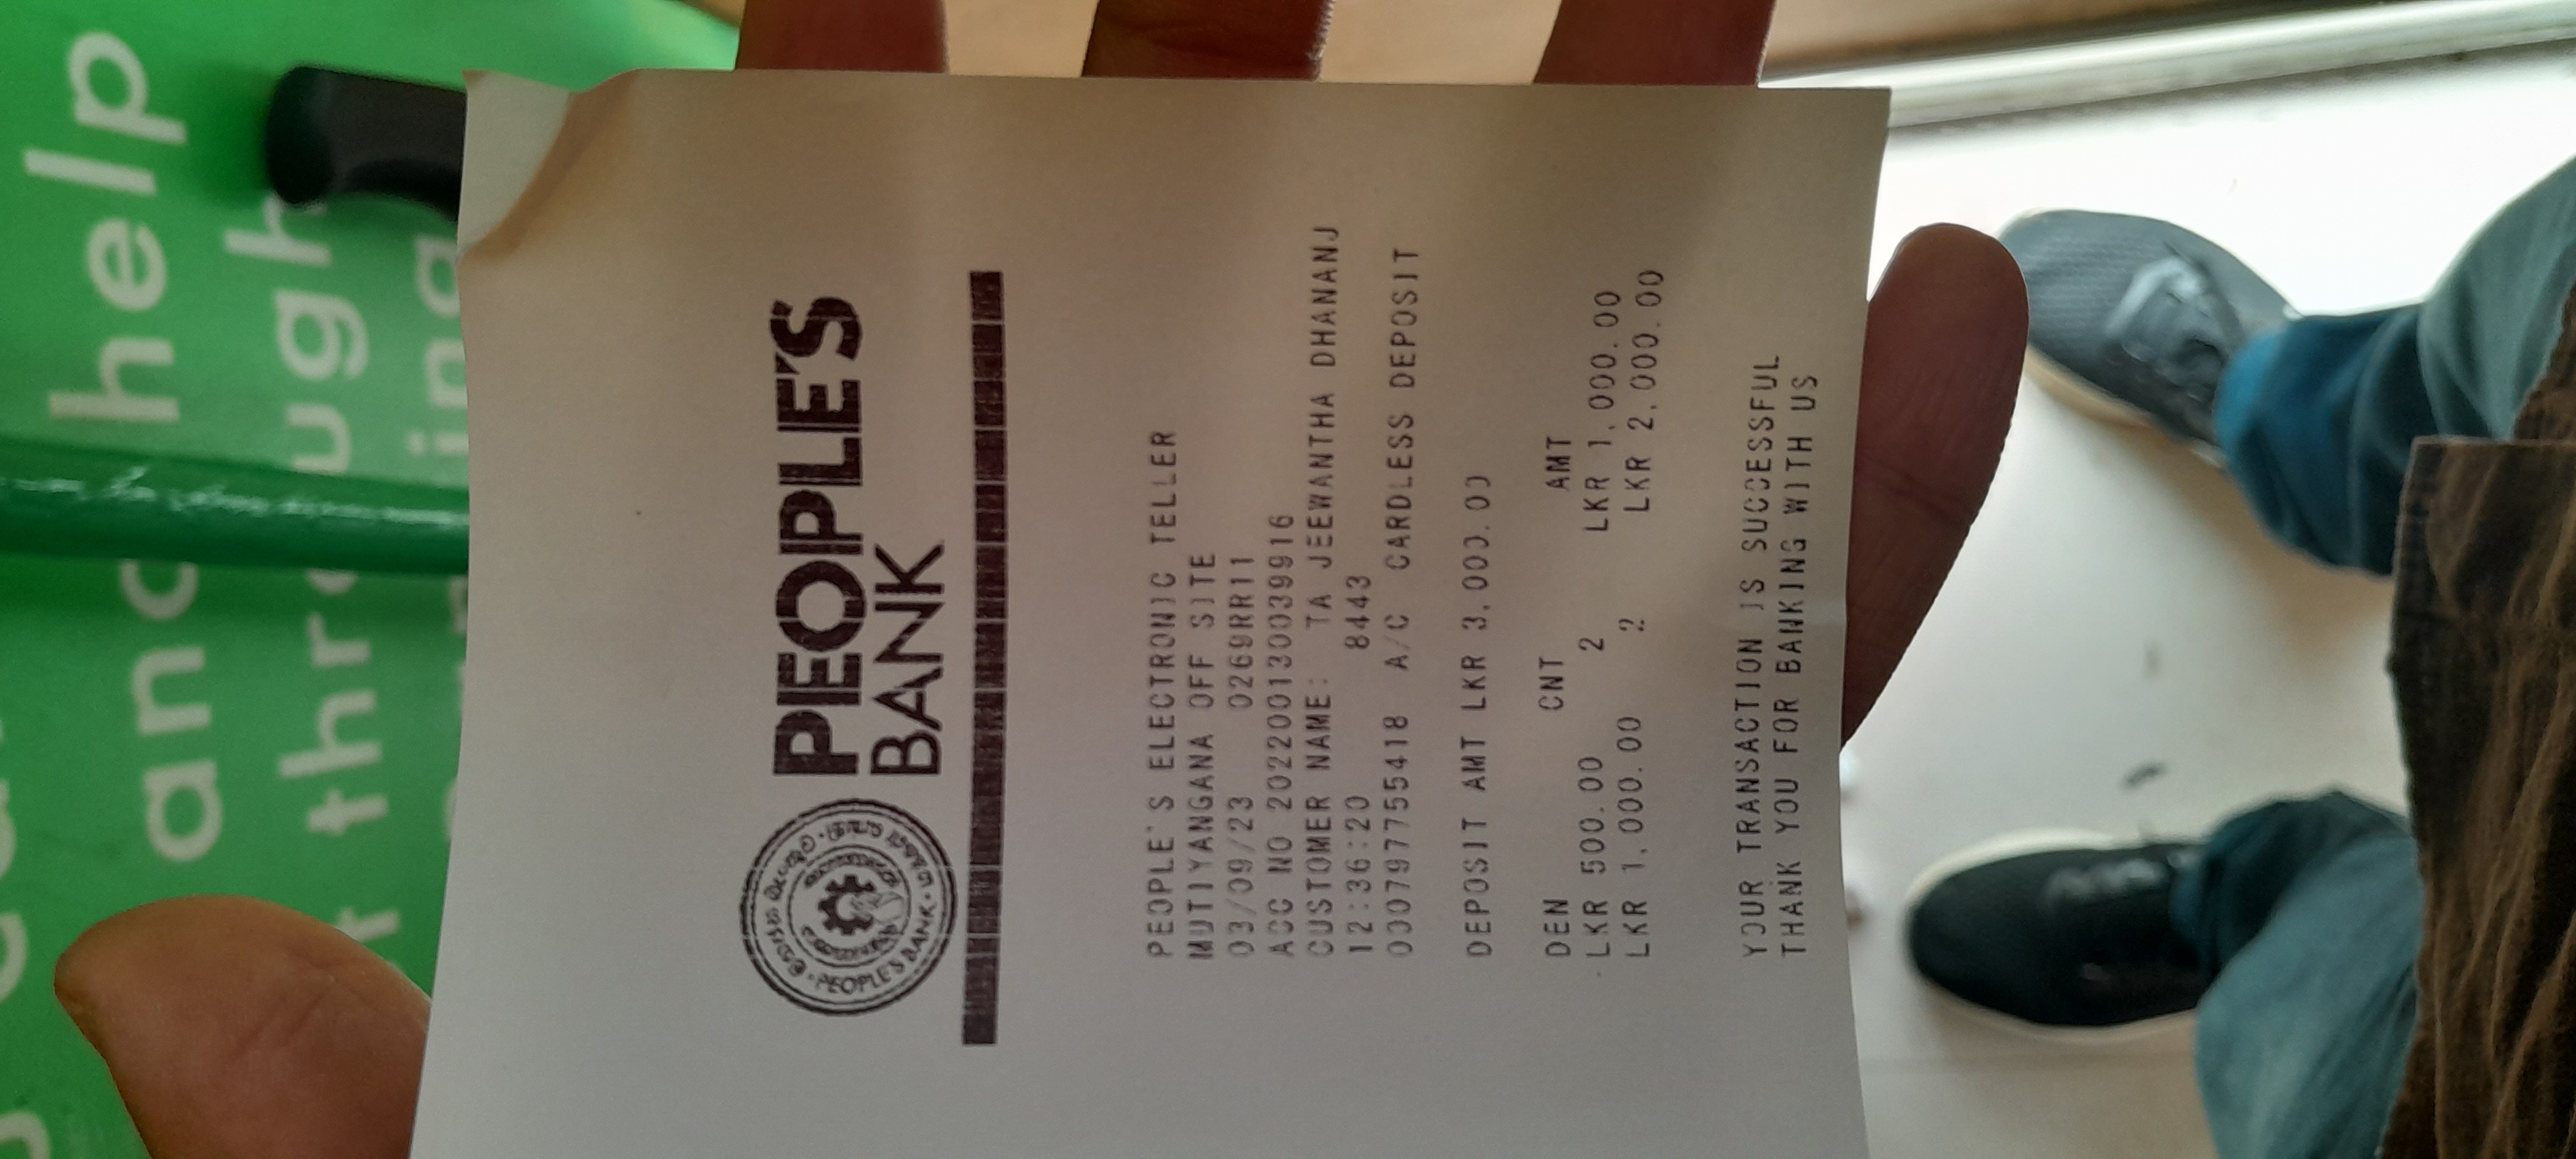 PEOPLE'S
BANK
PEOPLE'S BANK
PEOPLE'S ELECTRONIC TELLER
MUTIYANGANA OFF SITE
03/09/23 0269RR11
ACC NO 202200130039916
CUSTOMER NAME: TA JEEWANTHA DHANANJ
12:36:20 8443
000797755418 A/C CARDLESS DEPOSIT
DEPOSIT AMT LKR 3,000.00
DEN CNT AMT
LKR 500.00 2 LKR 1,000.00
LKR 1,000.00 2 LKR 2,000.00
YOUR TRANSACTION IS SUCCESSFUL
THANK YOU FOR BANKING WITH US
help